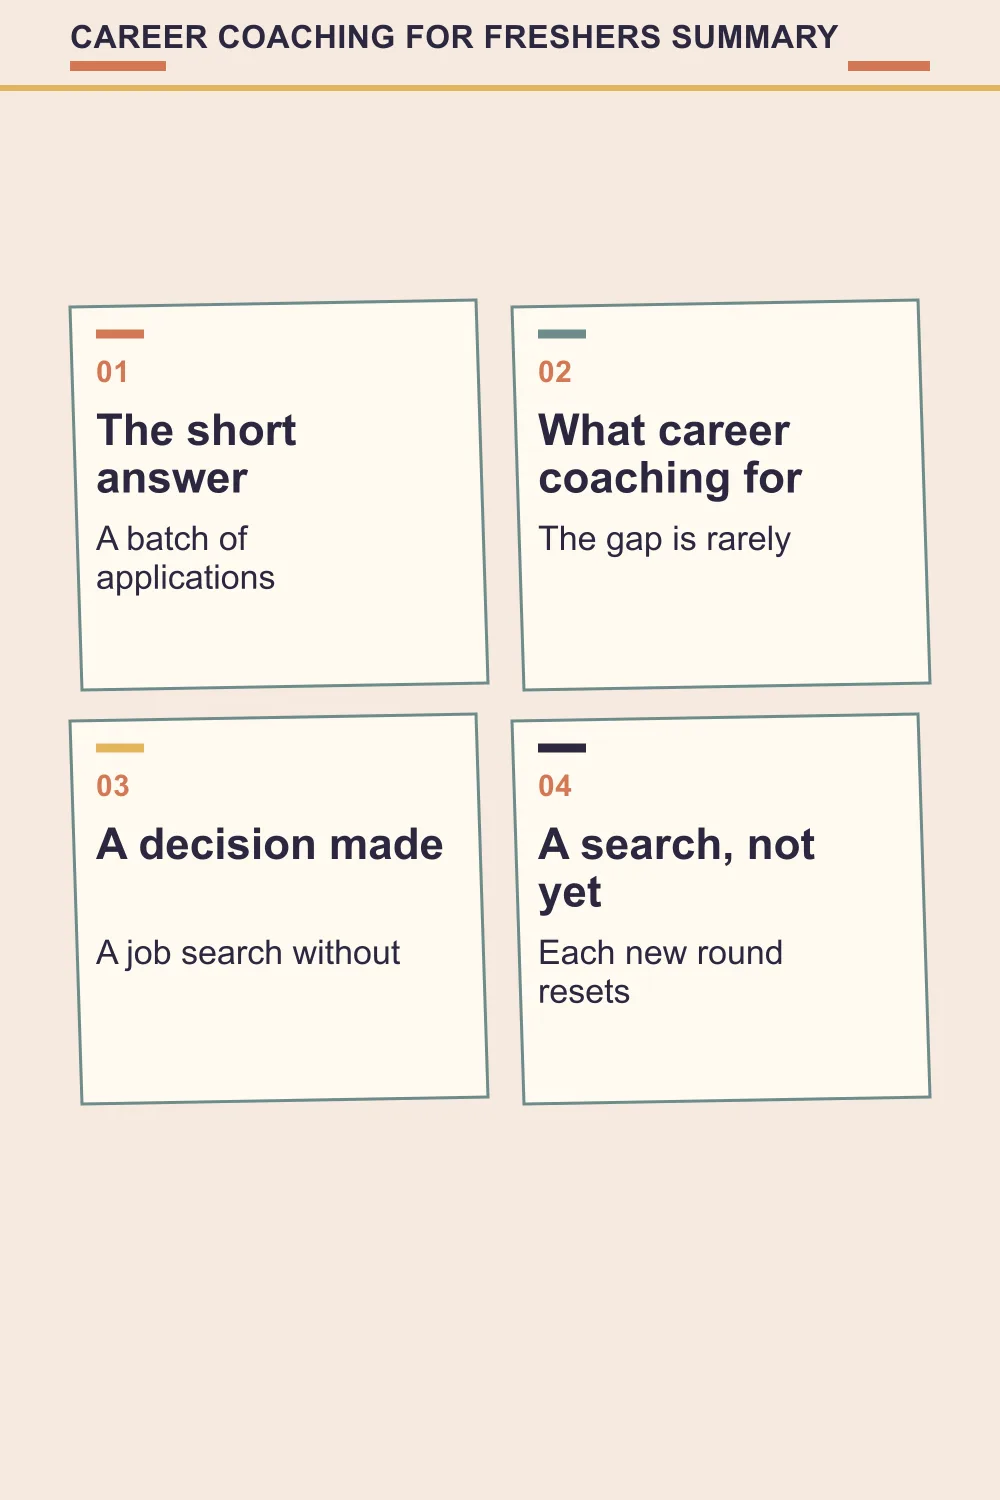 CAREER COACHING FOR FRESHERS SUMMARY
01
The short
answer
A batch of
applications
02
What career
coaching for
The gap is rarely
03
A decision made
A job search without
04
A search, not
yet
Each new round
resets